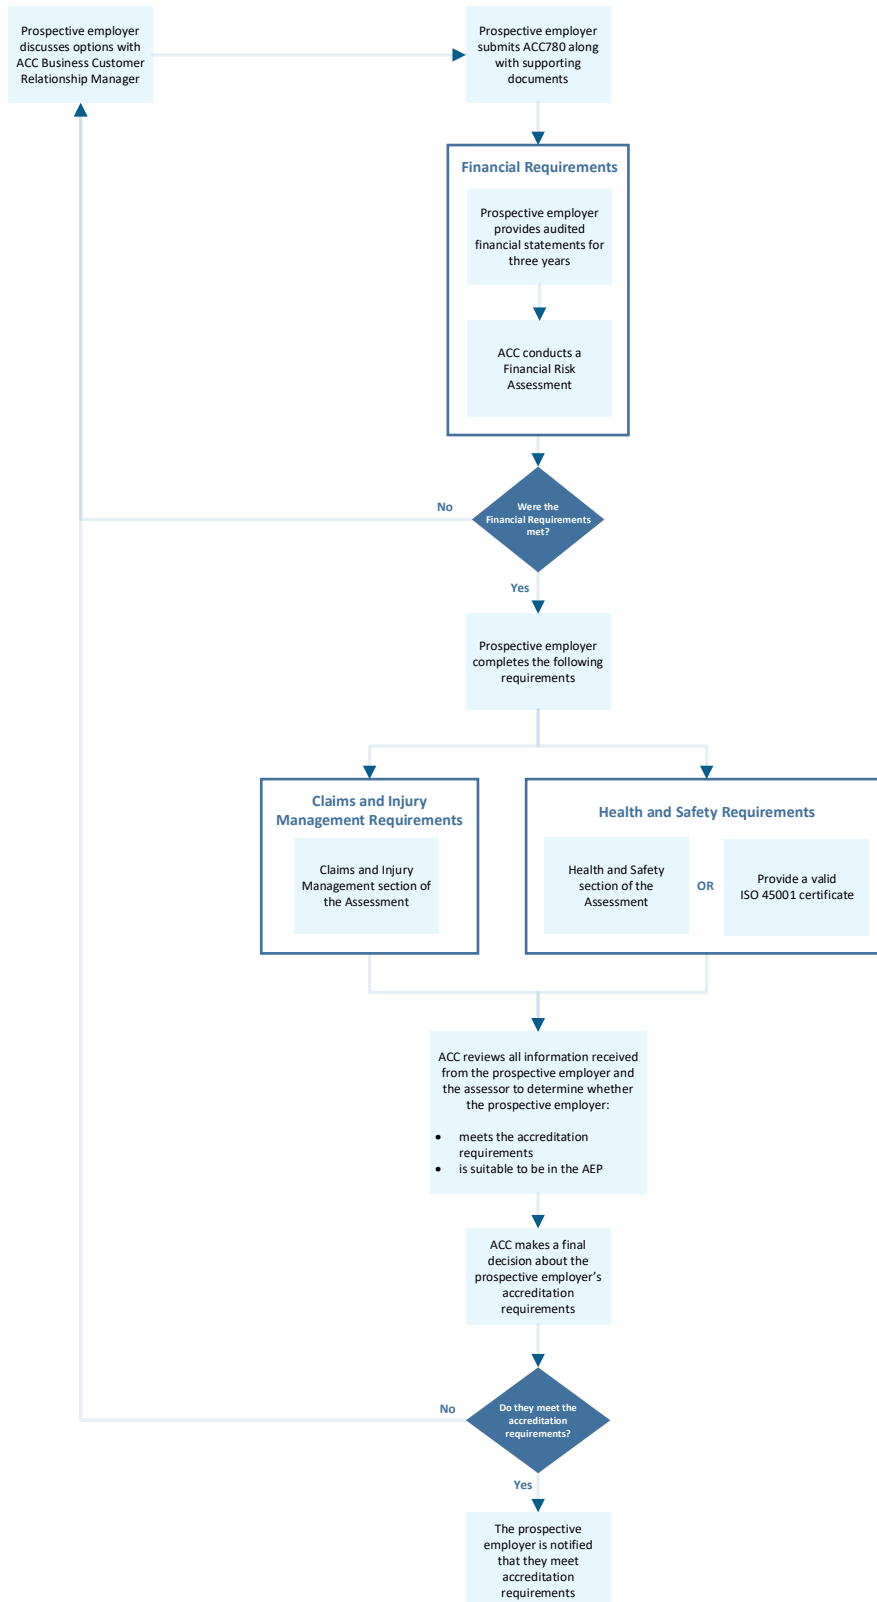 Prospective employer
discusses options with
ACC Business Customer
Relationship Manager
Prospective employer
submits ACC780 along
with supporting
documents
Financial Requirements
Prospective employer
provides audited
financial statements for
three years
ACC conducts a
Financial Risk
Assessment
Were the
Financial Requirements
met?
No
Yes
Prospective employer
completes the following
requirements
Claims and Injury
Management Requirements
Claims and Injury
Management section of
the Assessment
Health and Safety Requirements
Health and Safety
section of the
Assessment
OR
Provide a valid
ISO 45001 certificate
ACC reviews all information received
from the prospective employer and
the assessor to determine whether
the prospective employer:
• meets the accreditation
requirements
• is suitable to be in the AEP
ACC makes a final
decision about the
prospective employer’s
accreditation
requirements
Do they meet the
accreditation
requirements?
No
Yes
The prospective
employer is notified
that they meet
accreditation
requirements